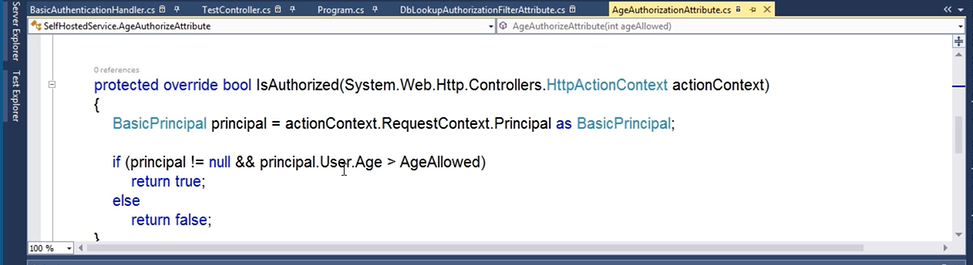 BasicAuthenticationHandler.cs
TestController.cs
Program.cs
DbLookupAuthorizationFilterAttribute.cs
AgeAuthorizationAttribute.cs
Server Explorer
Test Explorer
SelfHostedService.AgeAuthorizeAttribute
AgeAuthorizeAttribute(int ageAllowed)
0 references
protected override bool IsAuthorized(System.Web.Http.Controllers.HttpActionContext actionContext)
{
BasicPrincipal principal = actionContext.RequestContext.Principal as BasicPrincipal;
if (principal != null && principal.User.Age > AgeAllowed)
return true;
else
return false;
}
100 %